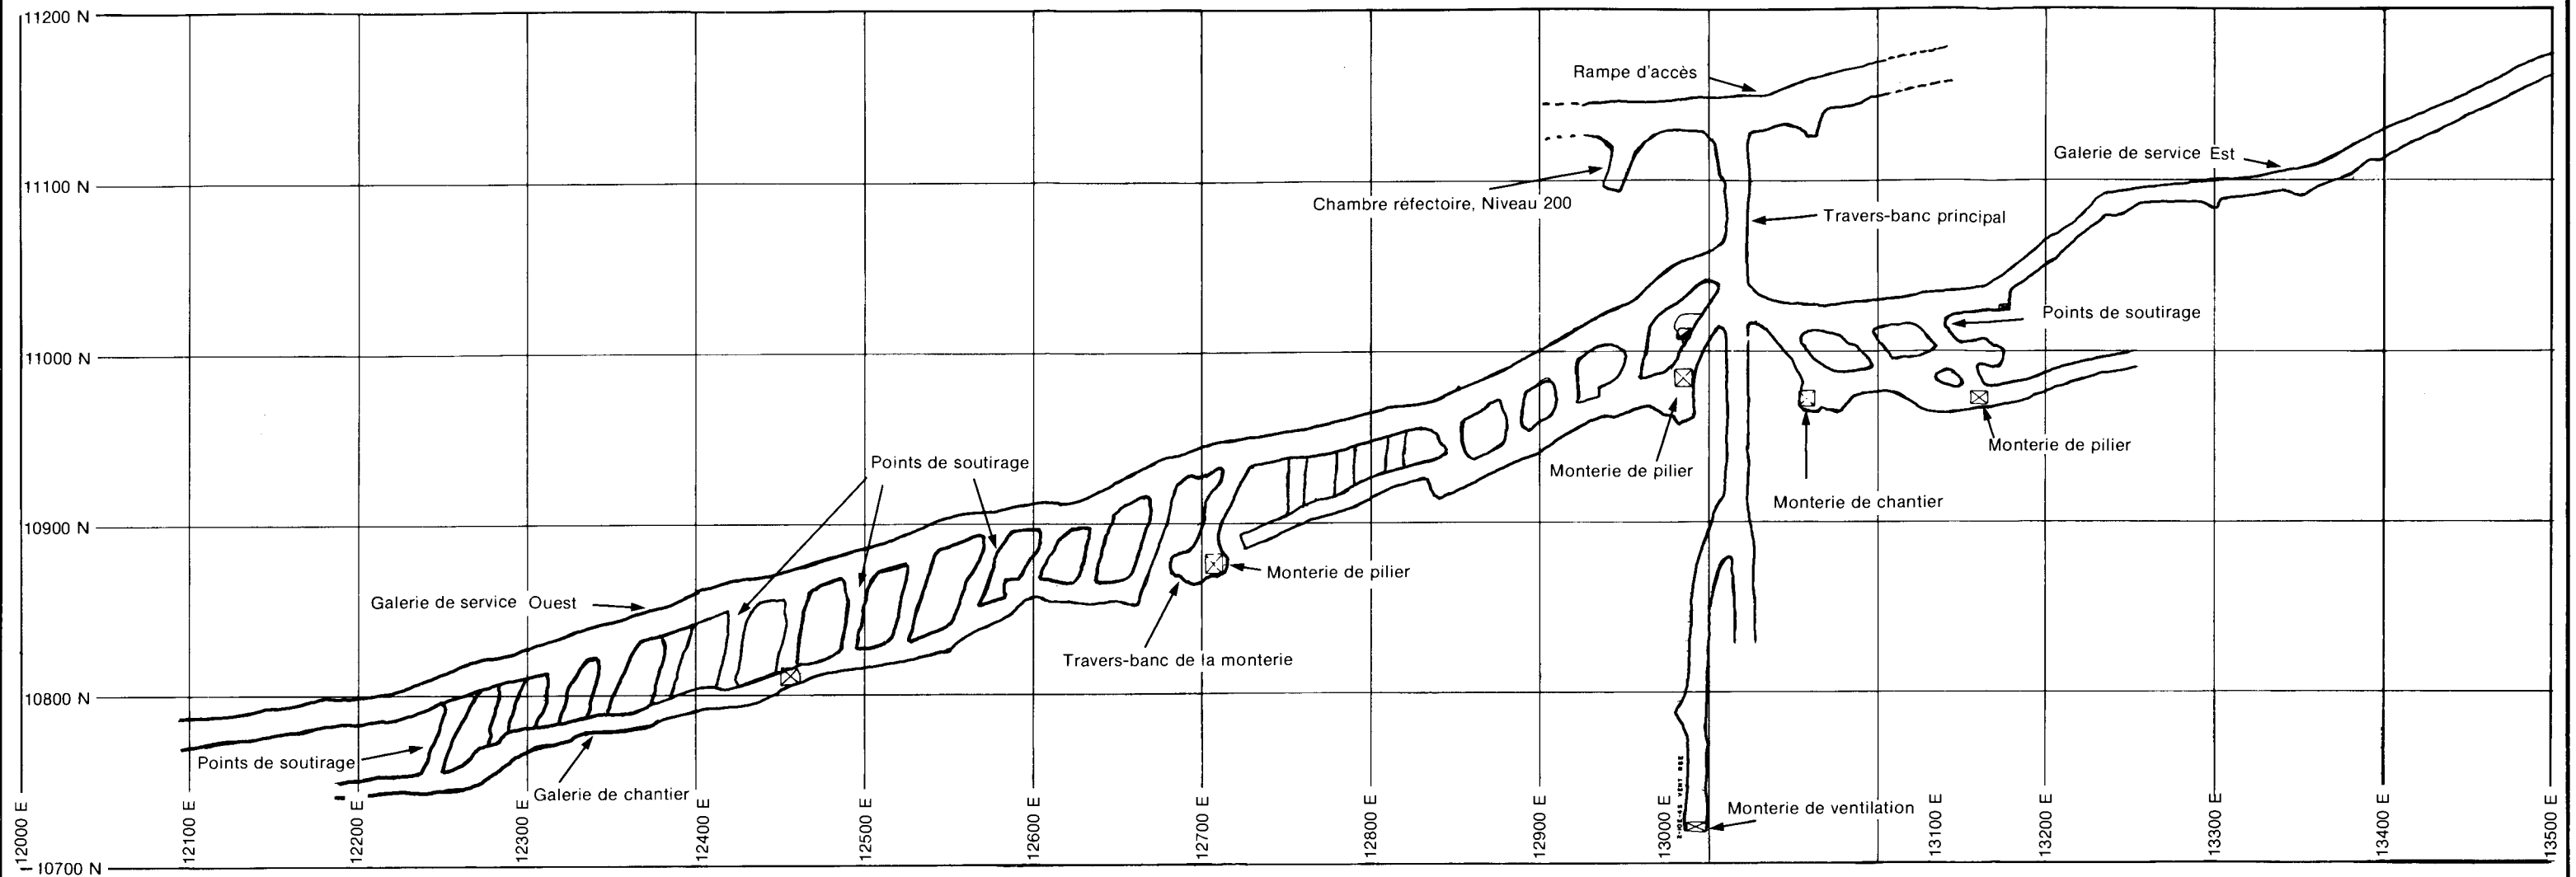 11200 N
Rampe d'accès
Galerie de service Est
11100 N
Chambre réfectoire, Niveau 200
Travers-banc principal
Points de soutirage
11000 N
Monterie de pilier
Monterie de pilier
Monterie de chantier
Points de soutirage
10900 N
Monterie de pilier
Galerie de service Ouest
Travers-banc de la monterie
10800 N
Points de soutirage
Galerie de chantier
Monterie de ventilation
12000 E
12100 E
12200 E
12300 E
12400 E
12500 E
12600 E
12700 E
12800 E
12900 E
13000 E
VENT RSE
13100 E
13200 E
13300 E
13400 E
13500 E
10700 N